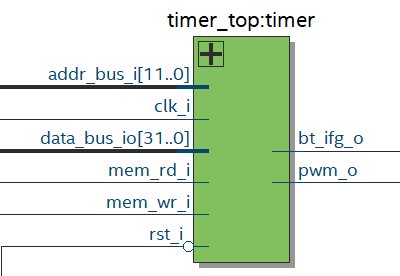 timer_top:timer
addr_bus_i[11..0]
clk_i
data_bus_io[31..0]
bt_ifg_o
mem_rd_i
pwm_o
mem_wr_i
rst_i